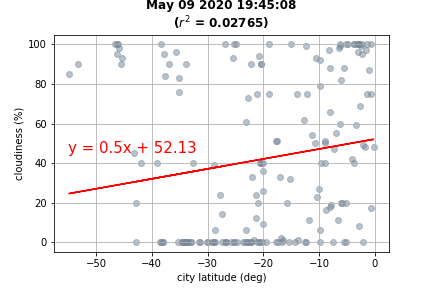 May 09 2020 19:45:08
(r² = 0.02765)
100
80
60
40
20
0
cloudiness (%)
y = 0.5x + 52.13
−50 −40 −30 −20 −10 0
city latitude (deg)